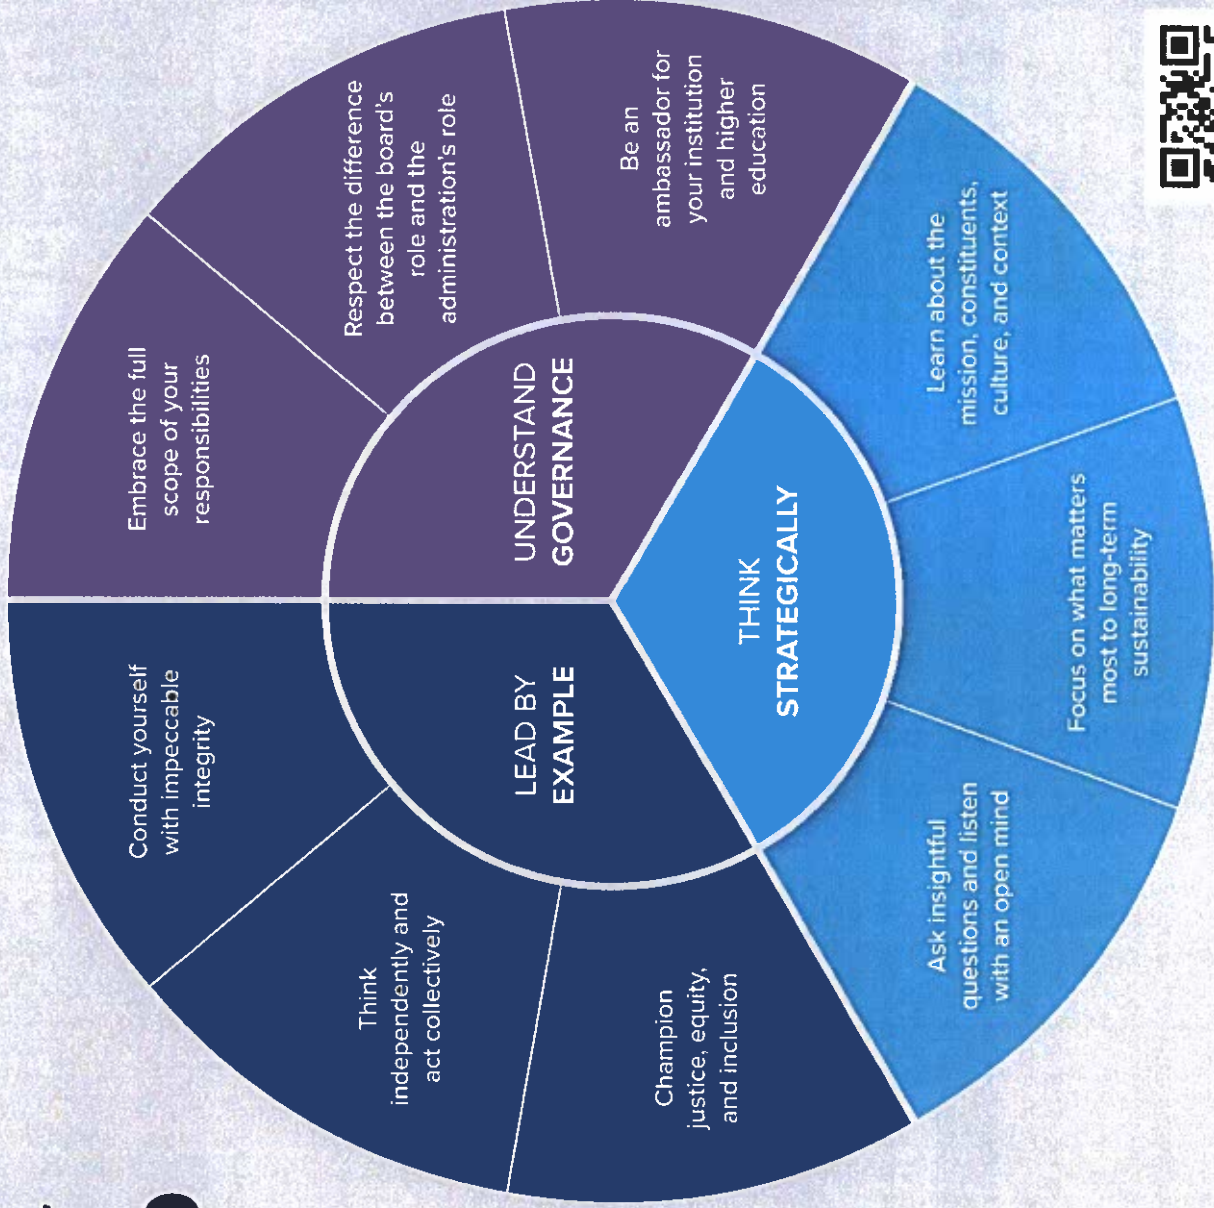 UNDERSTAND
GOVERNANCE
Embrace the full
scope of your
responsibilities
Respect the difference
between the board's
role and the
administration's role
Be an
ambassador for
your institution
and higher
education
THINK
STRATEGICALLY
Learn about the
mission, constituents,
culture, and context
Focus on what matters
most to long-term
sustainability
Ask insightful
questions and listen
with an open mind
LEAD BY
EXAMPLE
Champion
justice, equity,
and inclusion
Think
independently and
act collectively
Conduct yourself
with impeccable
integrity